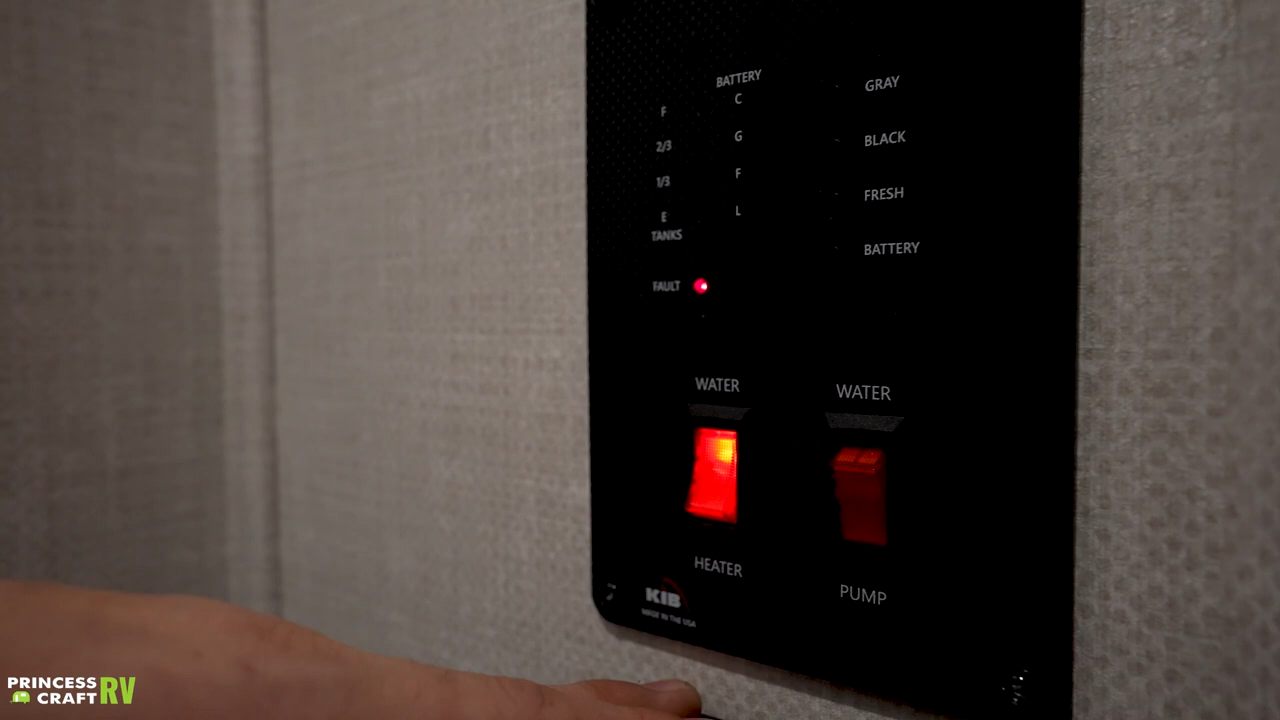 BATTERY
C
G
F
L
F
2/3
1/3
E
TANKS
FAULT
GRAY
BLACK
FRESH
BATTERY
WATER
HEATER
WATER
PUMP
KIB
MADE IN THE USA
PRINCESS
CRAFT RV